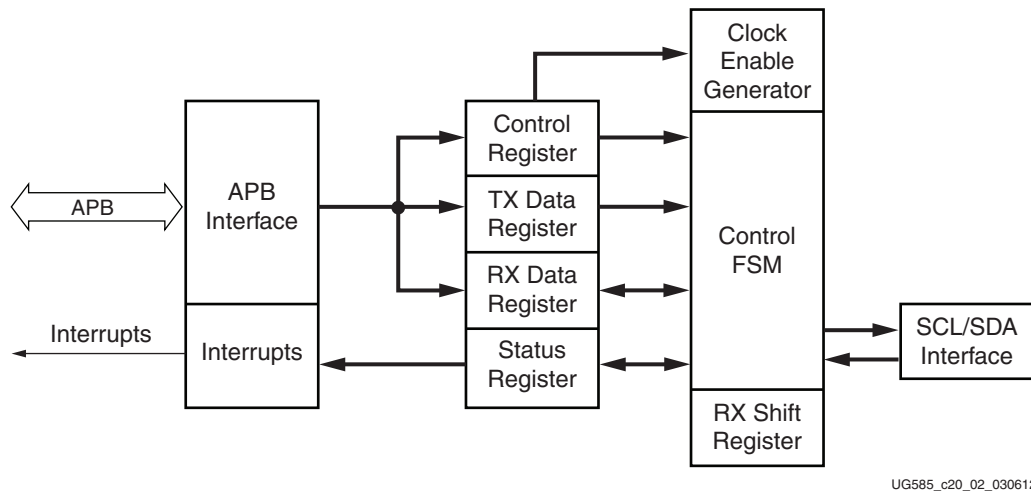 Clock
Enable
Generator
Control
Register
APB
Interface
APB
TX Data
Register
Control
FSM
RX Data
Register
Interrupts
Interrupts
Status
Register
SCL/SDA
Interface
RX Shift
Register
UG585_c20_02_030612